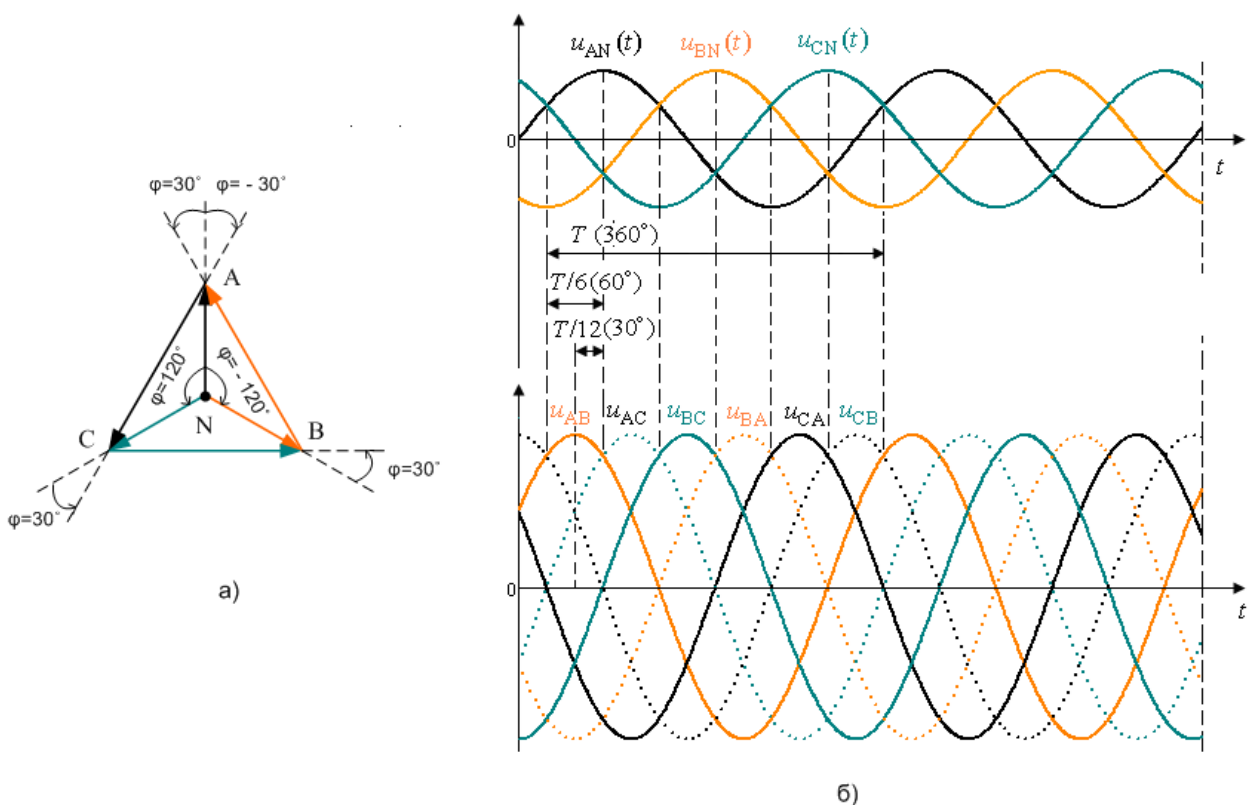 φ=30° φ= - 30°
A
φ=120°
φ= - 120°
C
N
B
φ=30°
φ=30°
а)
u_AN(t) u_BN(t) u_CN(t)
0
t
T (360°)
T/6(60°)
T/12(30°)
u_AB u_AC u_BC u_BA u_CA u_CB
0
t
б)